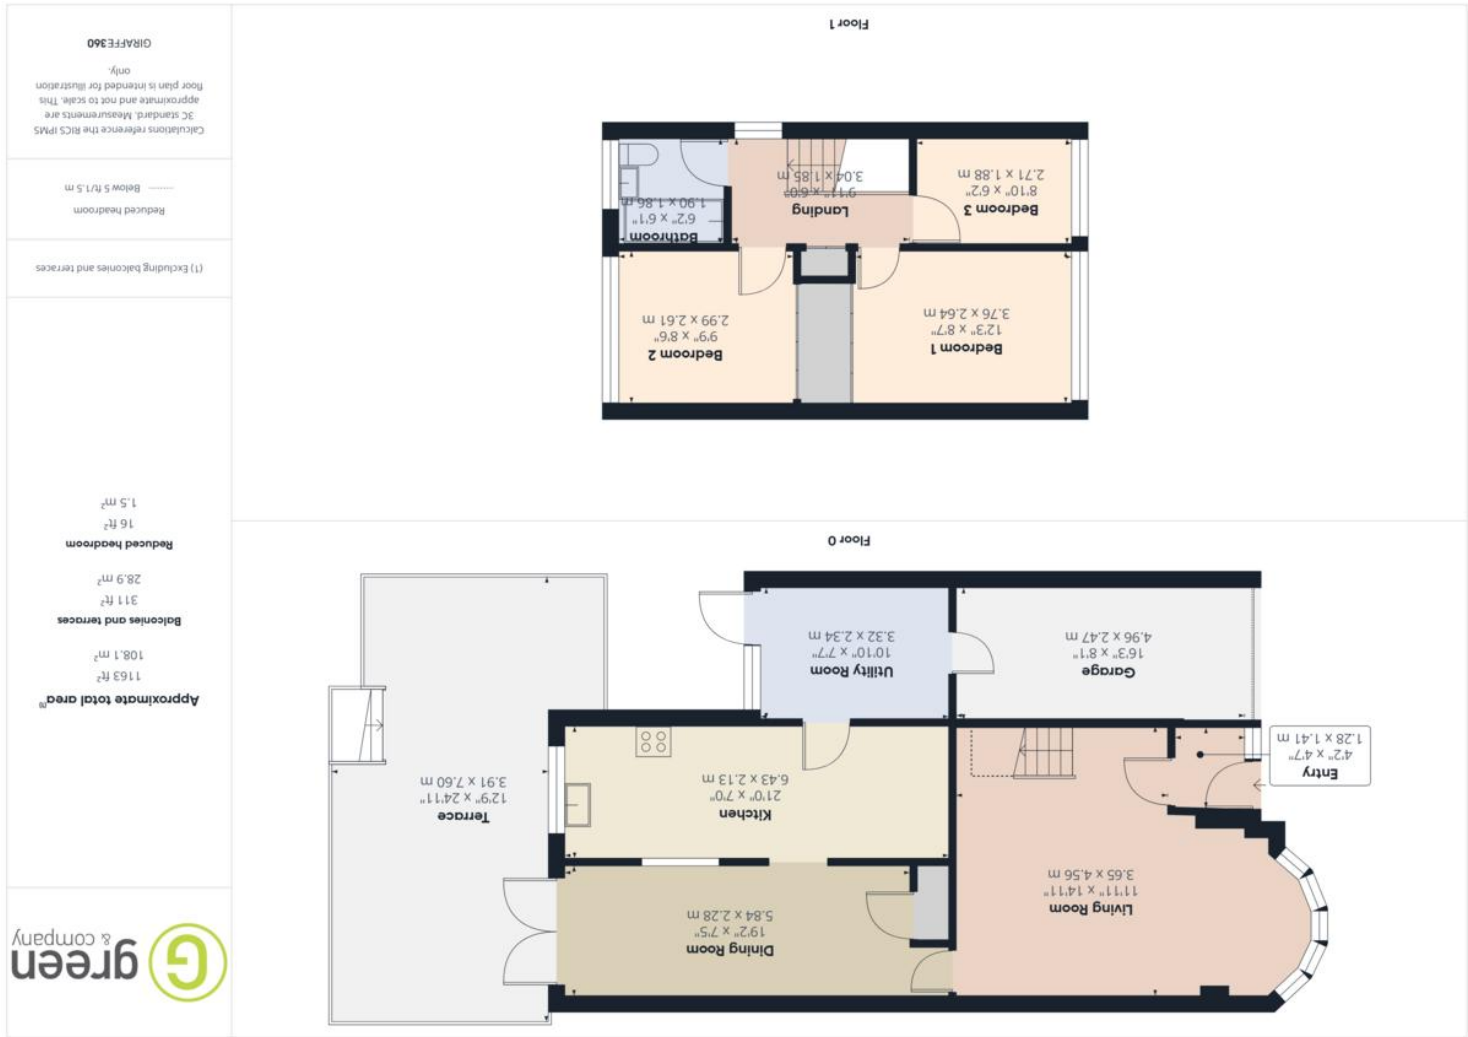 green
& company
Approximate total area⁽¹⁾
1163 ft²
108.1 m²
Balconies and terraces
311 ft²
28.9 m²
Reduced headroom
16 ft²
1.5 m²
(1) Excluding balconies and terraces
Reduced headroom
Below 5 ft/1.5 m
Calculations reference the RICS IPMS
3C standard. Measurements are
approximate and not to scale. This
floor plan is intended for illustration
only.
GIRAFFE360
Living Room
11'11" x 14'11"
3.65 x 4.56 m
Dining Room
19'2" x 7'5"
5.84 x 2.28 m
Entry
4'2" x 4'7"
1.28 x 1.41 m
Kitchen
21'0" x 7'0"
6.43 x 2.13 m
Terrace
12'9" x 24'11"
3.91 x 7.60 m
Garage
16'3" x 8'1"
4.96 x 2.47 m
Utility Room
10'10" x 7'7"
3.32 x 2.34 m
Floor 0
Bedroom 1
12'3" x 8'7"
3.76 x 2.64 m
Bedroom 2
9'9" x 8'6"
2.99 x 2.61 m
Bedroom 3
8'10" x 6'2"
2.71 x 1.88 m
Landing
9'11" x 6'0"
3.04 x 1.85 m
Bathroom
6'2" x 6'1"
1.90 x 1.86 m
Floor 1